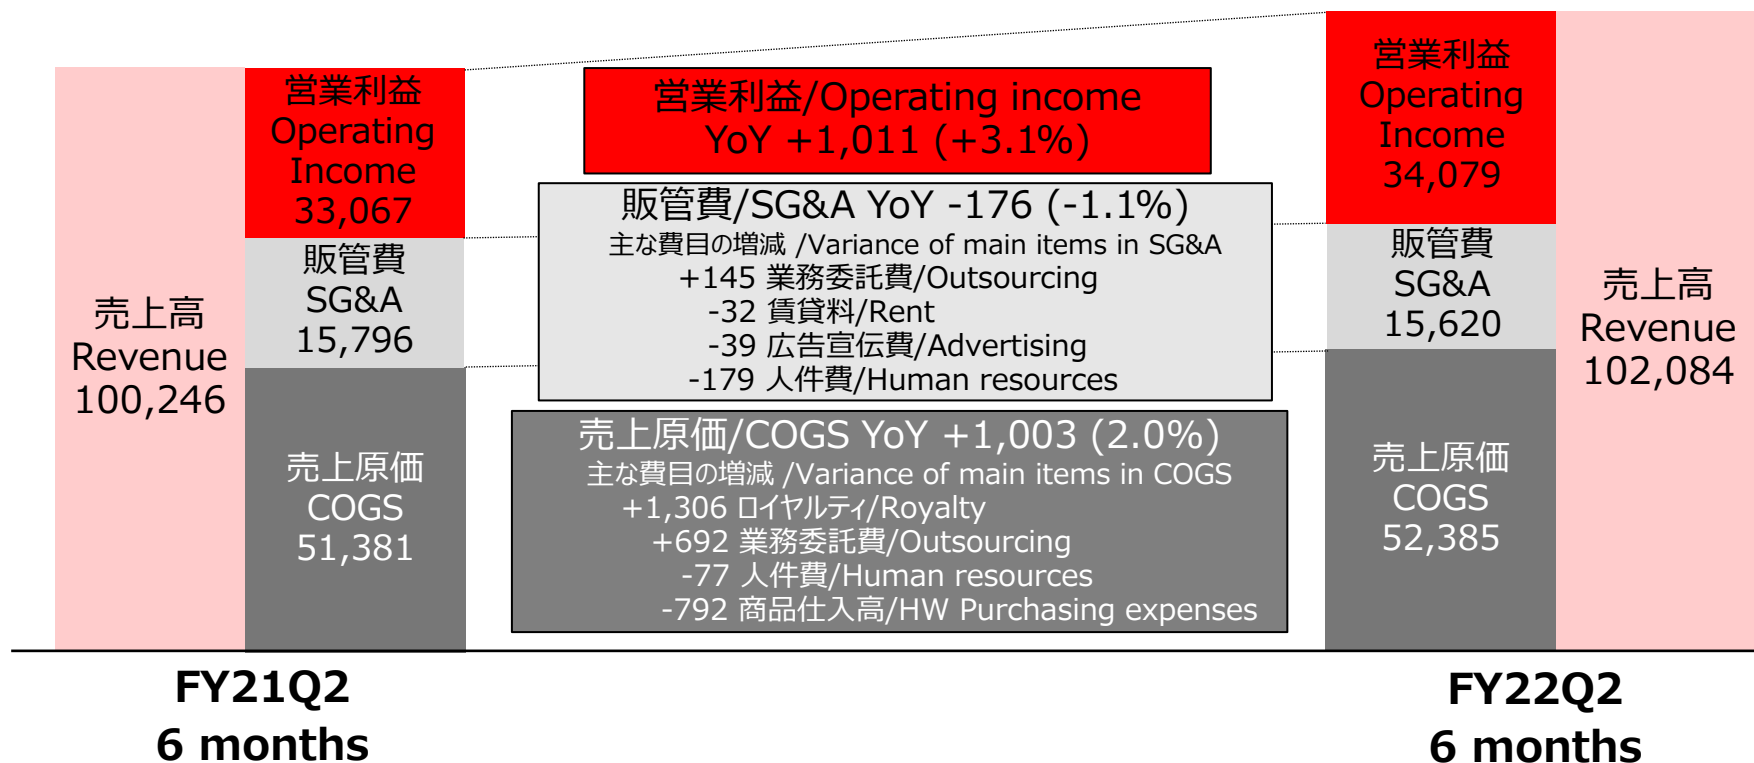 売上高
Revenue
100,246
営業利益
Operating
Income
33,067
販管費
SG&A
15,796
売上原価
COGS
51,381
営業利益/Operating income
YoY +1,011 (+3.1%)
販管費/SG&A YoY -176 (-1.1%)
主な費目の増減 /Variance of main items in SG&A
+145 業務委託費/Outsourcing
-32 賃貸料/Rent
-39 広告宣伝費/Advertising
-179 人件費/Human resources
売上原価/COGS YoY +1,003 (2.0%)
主な費目の増減 /Variance of main items in COGS
+1,306 ロイヤルティ/Royalty
+692 業務委託費/Outsourcing
-77 人件費/Human resources
-792 商品仕入高/HW Purchasing expenses
営業利益
Operating
Income
34,079
販管費
SG&A
15,620
売上原価
COGS
52,385
売上高
Revenue
102,084
FY21Q2
6 months
FY22Q2
6 months